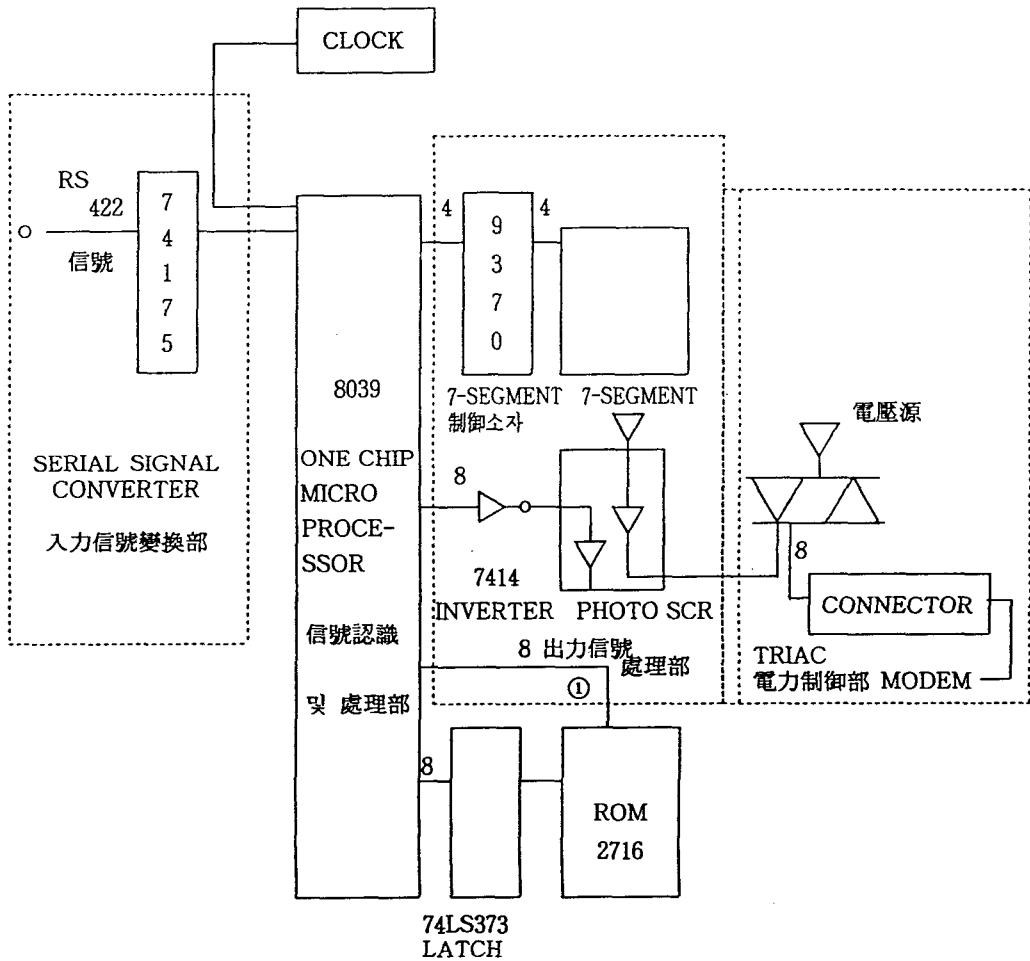 CLOCK
RS
422
信號
7
4
1
7
5
SERIAL SIGNAL
CONVERTER
入力信號變換部
8039
ONE CHIP
MICRO
PROCE-
SSOR
信號認識
및 處理部
4
9
3
7
0
4
7-SEGMENT
制御소자
7-SEGMENT
8
7414
INVERTER
PHOTO SCR
8 出力信號
處理部
①
電壓源
8
CONNECTOR
TRIAC
電力制御部 MODEM
8
ROM
2716
74LS373
LATCH